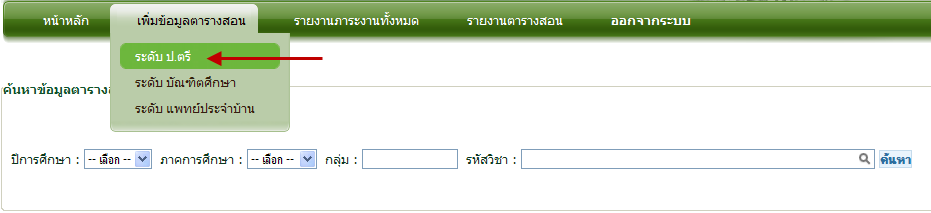 หน้าหลัก เพิ่มข้อมูลตารางสอน รายงานภาระงานทั้งหมด รายงานตารางสอน ออกจากระบบ
ระดับ ป.ตรี
ระดับ บัณฑิตศึกษา
ระดับ แพทย์ประจำบ้าน
ค้นหาข้อมูลตาราง
ปีการศึกษา : -- เลือก -- ภาคการศึกษา : -- เลือก -- กลุ่ม : รหัสวิชา : ค้นหา